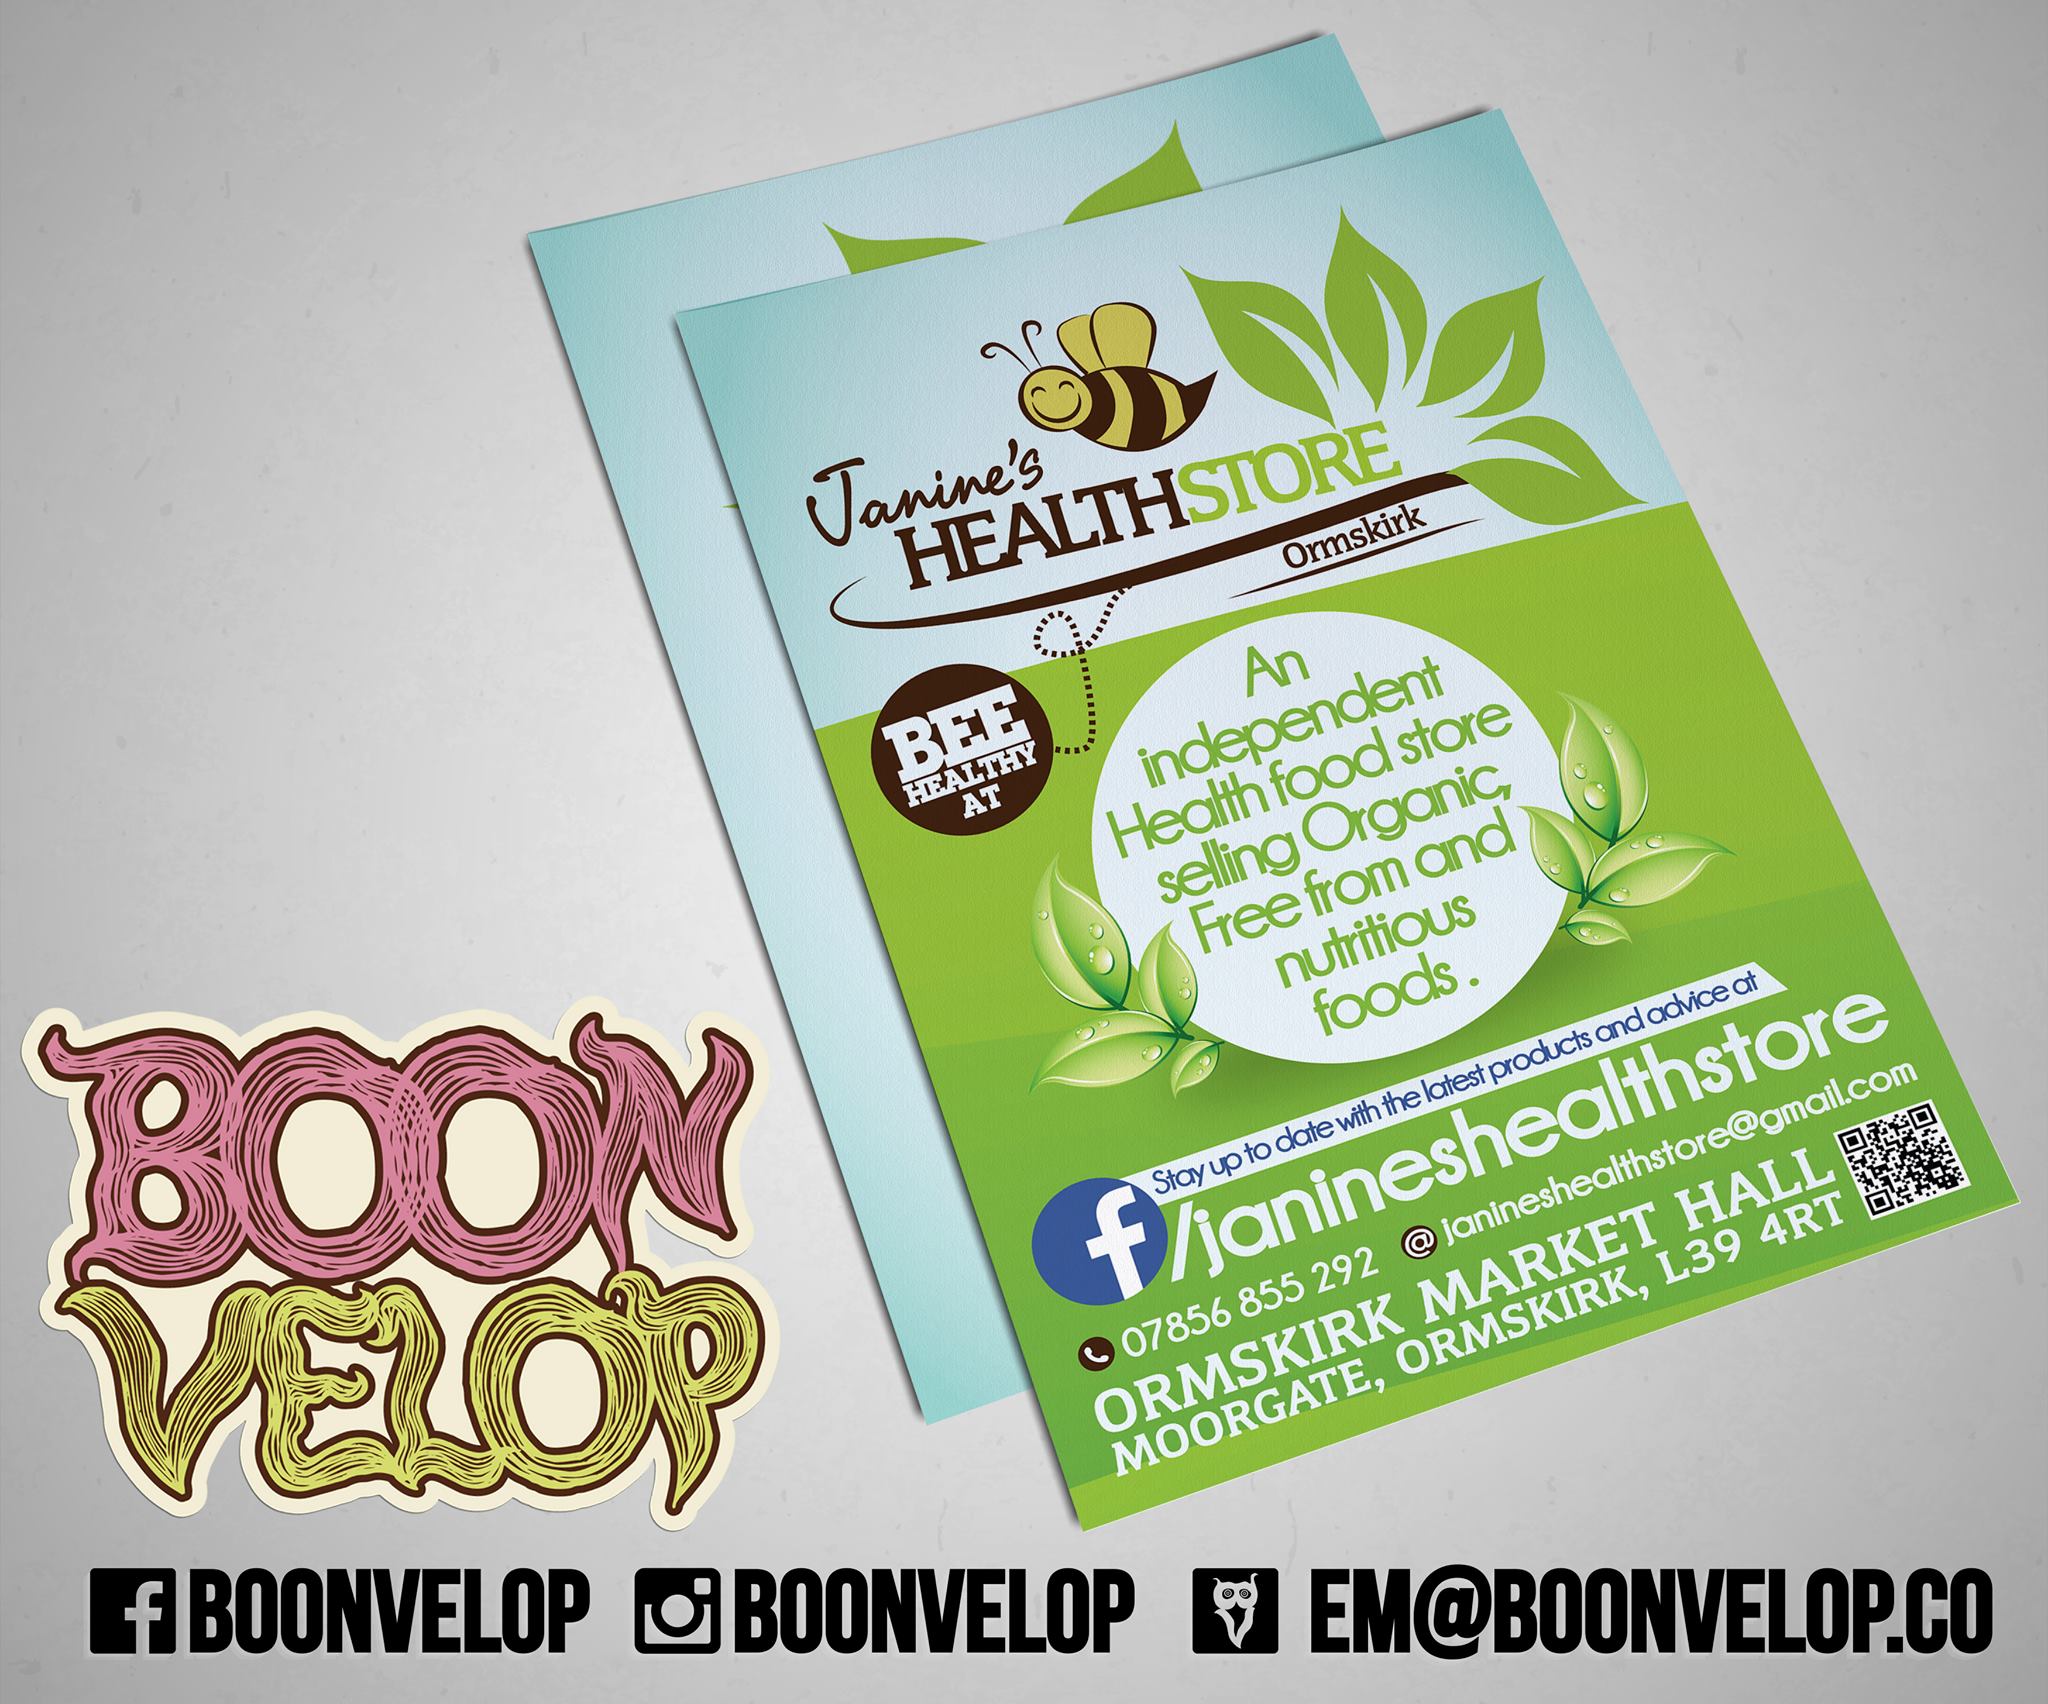 Janine's
HEALTHSTORE
Ormskirk
BEE
HEALTHY
AT
An
independent
Health food store
selling Organic,
Free from and
nutritious
foods .
Stay up to date with the latest products and advice at
f/janineshealthstore
07856 855 292 @ janineshealthstore@gmail.com
ORMSKIRK MARKET HALL
MOORGATE, ORMSKIRK, L39 4RT
BOON
VELOP
f BOONVELOP BOONVELOP EM@BOONVELOP.CO